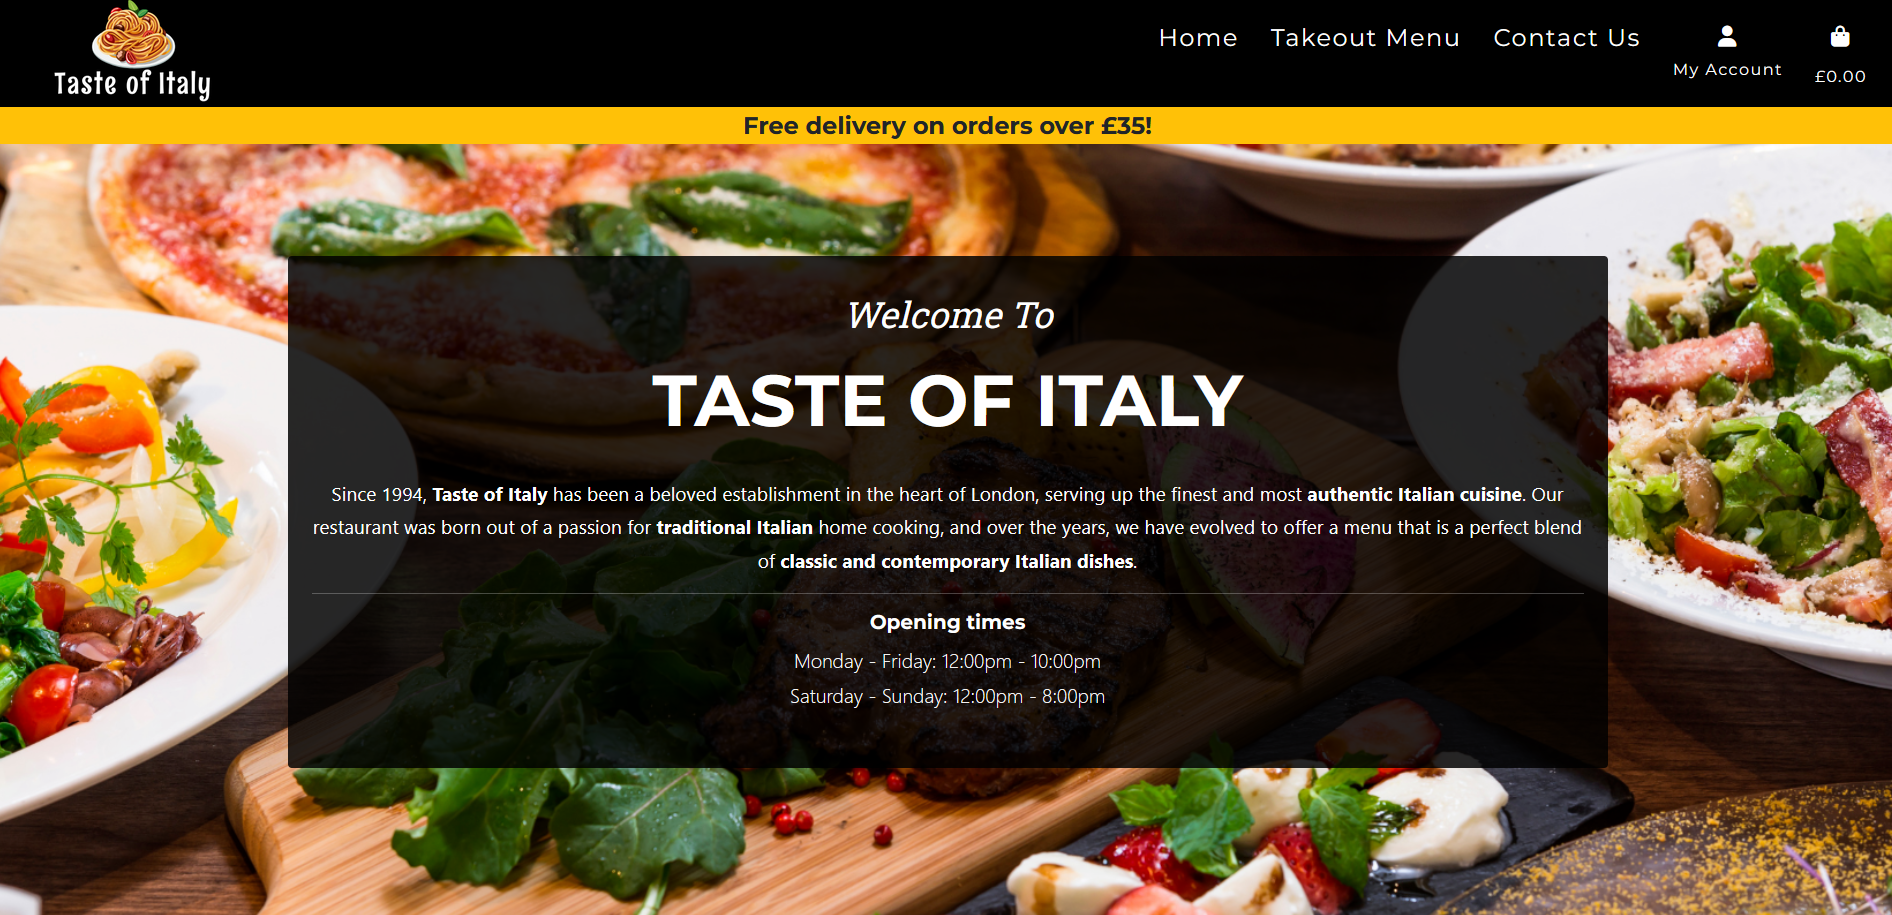 Taste of Italy
Home
Takeout Menu
Contact Us
My Account
£0.00
Free delivery on orders over £35!
Welcome To
TASTE OF ITALY
Since 1994, Taste of Italy has been a beloved establishment in the heart of London, serving up the finest and most authentic Italian cuisine. Our
restaurant was born out of a passion for traditional Italian home cooking, and over the years, we have evolved to offer a menu that is a perfect blend
of classic and contemporary Italian dishes.
Opening times
Monday - Friday: 12:00pm - 10:00pm
Saturday - Sunday: 12:00pm - 8:00pm